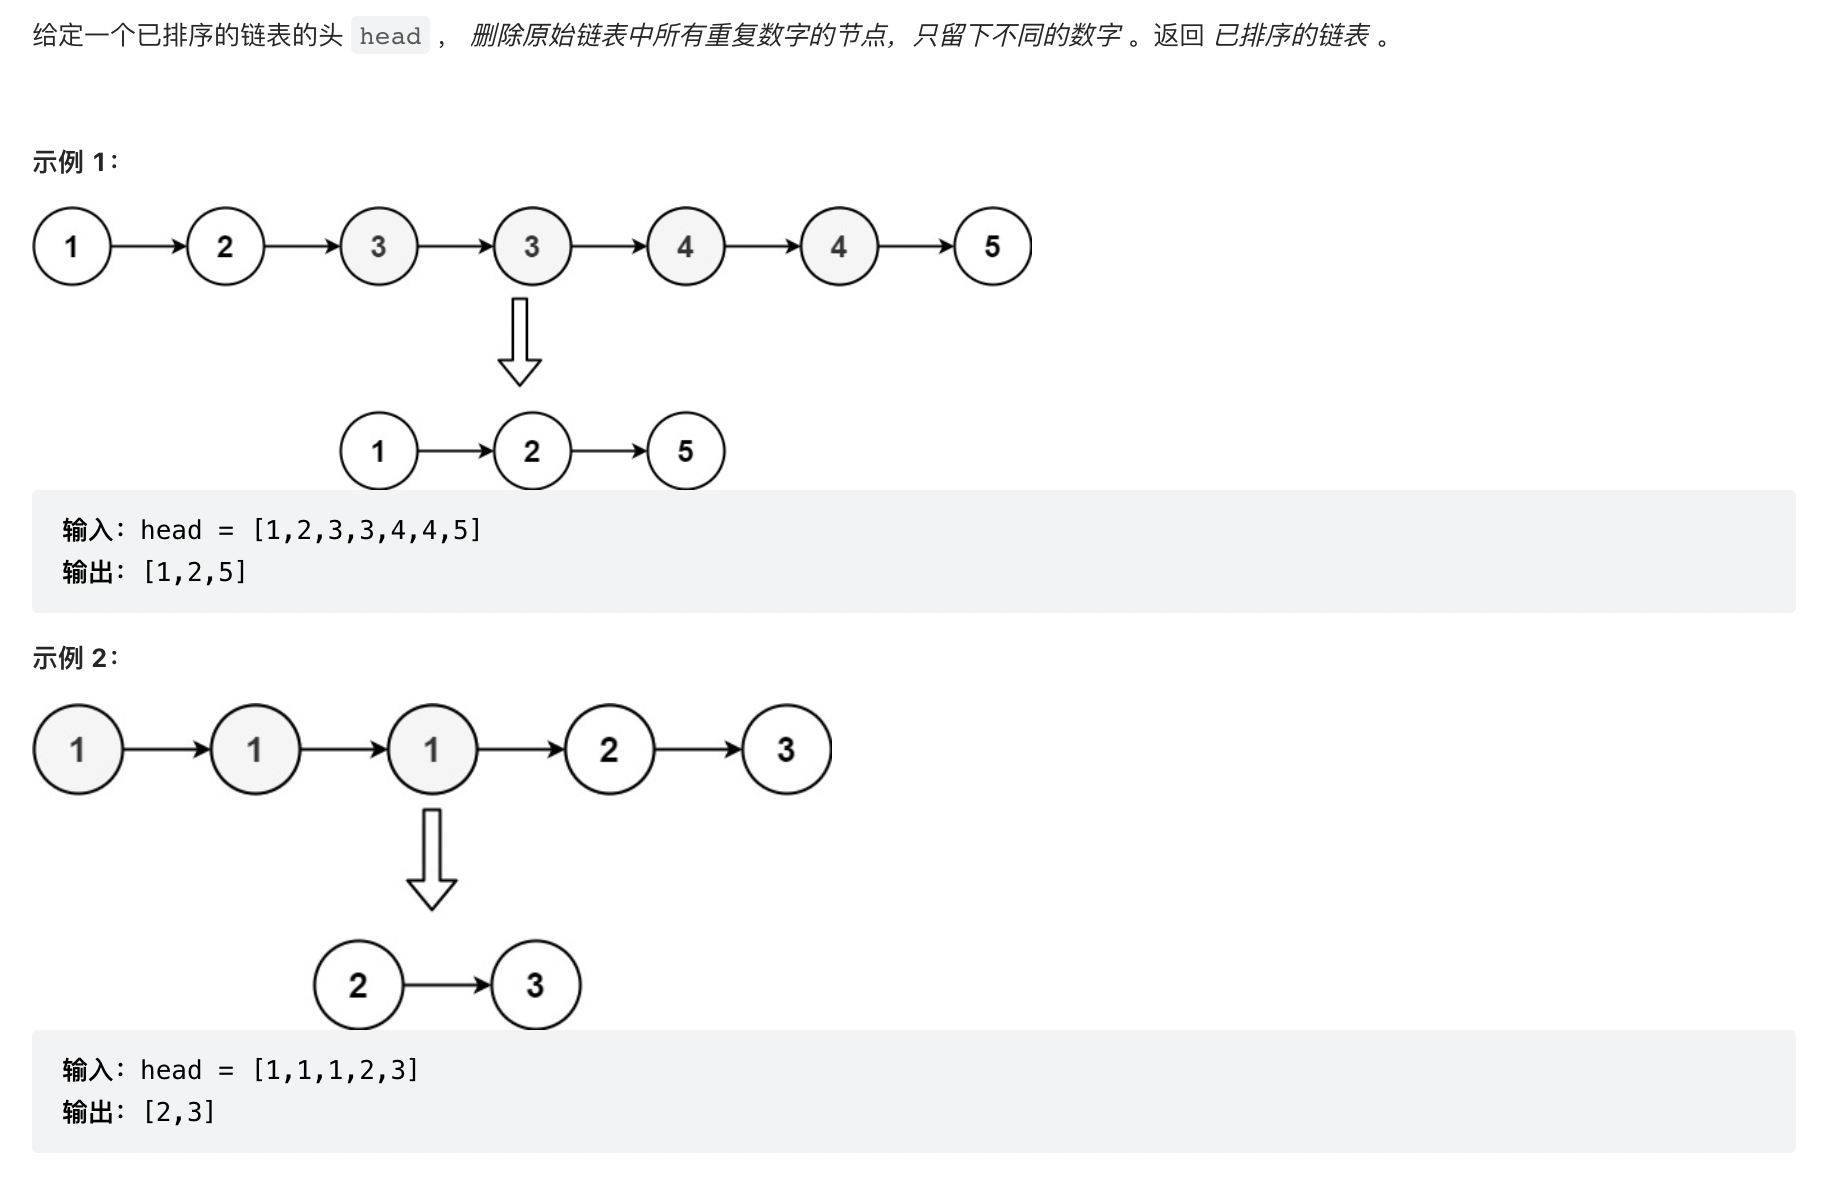 给定一个已排序的链表的头 head ， 删除原始链表中所有重复数字的节点，只留下不同的数字 。返回 已排序的链表 。
示例 1：
1 2 3 3 4 4 5
1 2 5
输入：head = [1,2,3,3,4,4,5]
输出：[1,2,5]
示例 2：
1 1 1 2 3
2 3
输入：head = [1,1,1,2,3]
输出：[2,3]